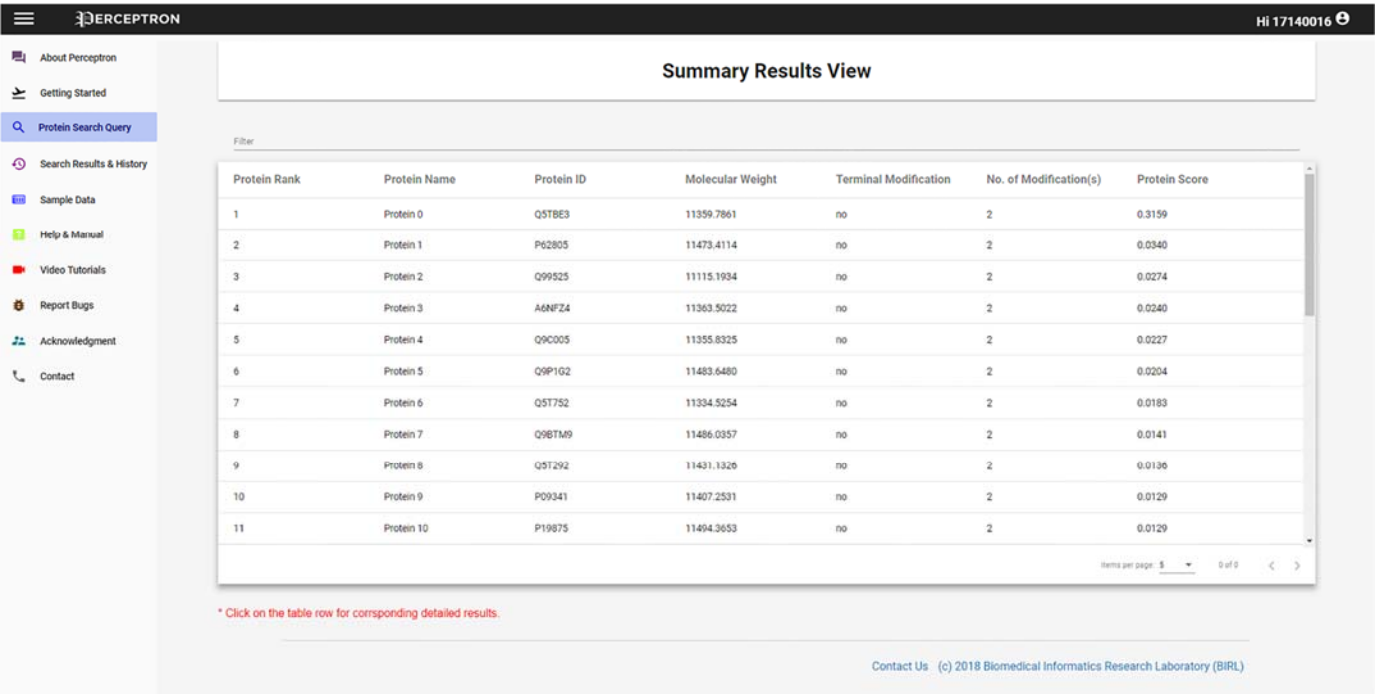 PERCEPTRON
Hi 17140016
About Perceptron
Getting Started
Protein Search Query
Search Results & History
Sample Data
Help & Manual
Video Tutorials
Report Bugs
Acknowledgment
Contact
Summary Results View
Filter
Protein Rank Protein Name Protein ID Molecular Weight Terminal Modification No. of Modification(s) Protein Score
1 Protein 0 Q5TBE3 11359.7861 no 2 0.3159
2 Protein 1 P62805 11473.4114 no 2 0.0340
3 Protein 2 Q99525 11115.1934 no 2 0.0274
4 Protein 3 A6NFZ4 11363.5022 no 2 0.0240
5 Protein 4 Q9C005 11355.8325 no 2 0.0227
6 Protein 5 Q9P1G2 11483.6480 no 2 0.0204
7 Protein 6 Q5T752 11334.5254 no 2 0.0183
8 Protein 7 Q9BTM9 11486.0357 no 2 0.0141
9 Protein 8 Q5T292 11431.1326 no 2 0.0136
10 Protein 9 P09341 11407.2531 no 2 0.0129
11 Protein 10 P19875 11494.3653 no 2 0.0129
Items per page: 5 0 of 0
* Click on the table row for corrsponding detailed results.
Contact Us (c) 2018 Biomedical Informatics Research Laboratory (BIRL)